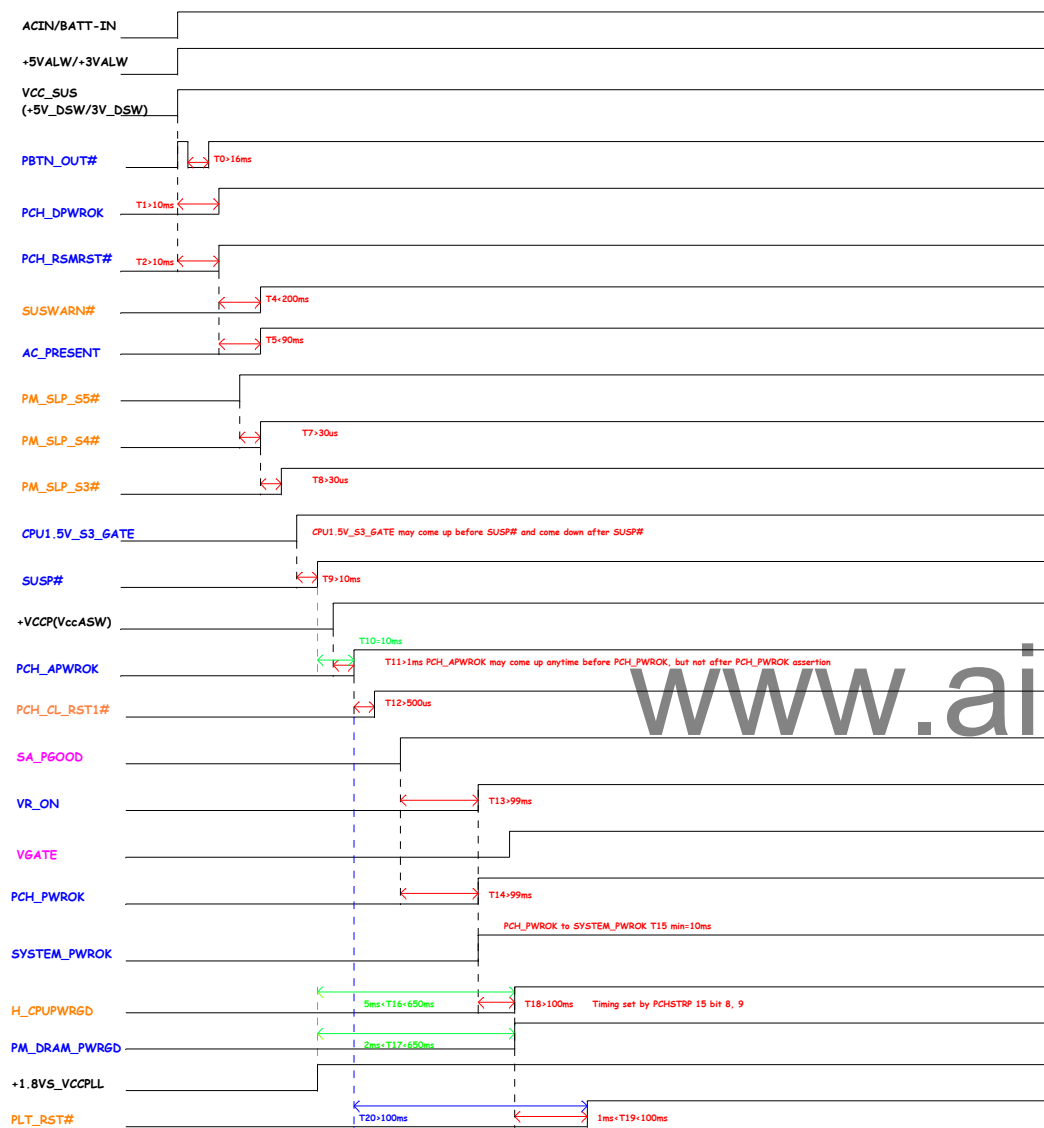 ACIN/BATT-IN
+5VALW/+3VALW
VCC_SUS
(+5V_DSW/3V_DSW)
PBTN_OUT#
T0>16ms
T1>10ms
PCH_DPWROK
PCH_RSMRST#
T2>10ms
T4<200ms
SUSWARN#
T5<90ms
AC_PRESENT
PM_SLP_S5#
T7>30us
PM_SLP_S4#
T8>30us
PM_SLP_S3#
CPU1.5V_S3_GATE
CPU1.5V_S3_GATE may come up before SUSP# and come down after SUSP#
SUSP#
T9>10ms
+VCCP(VccASW)
T10=10ms
PCH_APWROK
T11>1ms PCH_APWROK may come up anytime before PCH_PWROK, but not after PCH_PWROK assertion
www.ai
PCH_CL_RST1#
T12>500us
SA_PGOOD
VR_ON
T13>99ms
VGATE
PCH_PWROK
T14>99ms
PCH_PWROK to SYSTEM_PWROK T15 min=10ms
SYSTEM_PWROK
H_CPUPWRGD
5ms<T16<650ms
T18>100ms Timing set by PCHSTRP 15 bit 8, 9
PM_DRAM_PWRGD
2ms<T17<650ms
+1.8VS_VCCPLL
PLT_RST#
T20>100ms
1ms<T19<100ms